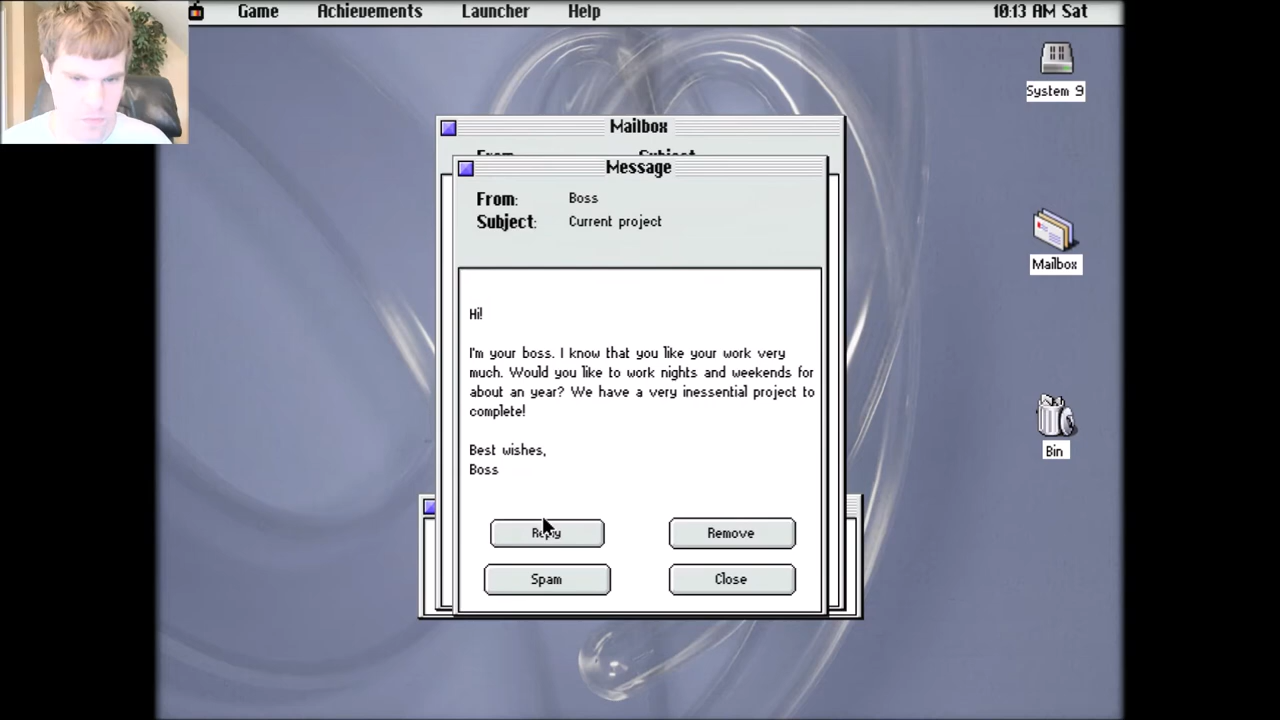 Game Achievements Launcher Help 10:13 AM Sat
System 9
Mailbox
Message
From: Boss
Subject: Current project
Mailbox
Hi!
I'm your boss. I know that you like your work very
much. Would you like to work nights and weekends for
about an year? We have a very inessential project to
complete!
Best wishes,
Boss
Bin
Reply Remove
Spam Close